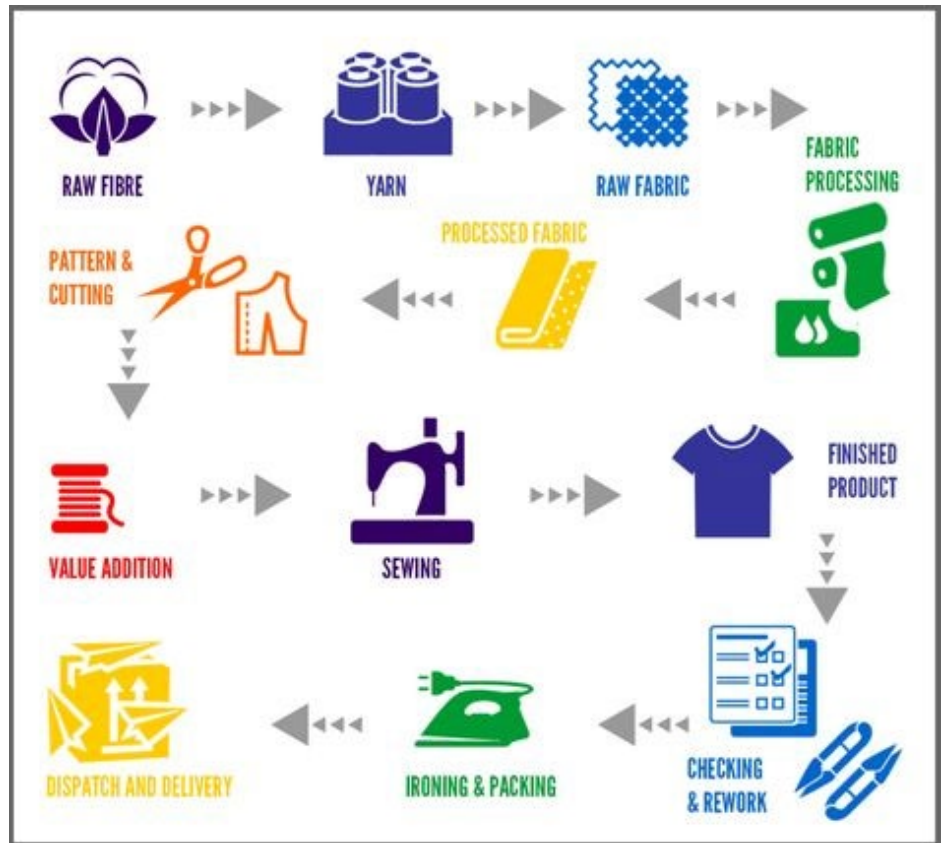 RAW FIBRE
YARN
RAW FABRIC
FABRIC
PROCESSING
PROCESSED FABRIC
PATTERN &
CUTTING
VALUE ADDITION
SEWING
FINISHED
PRODUCT
CHECKING
& REWORK
IRONING & PACKING
DISPATCH AND DELIVERY